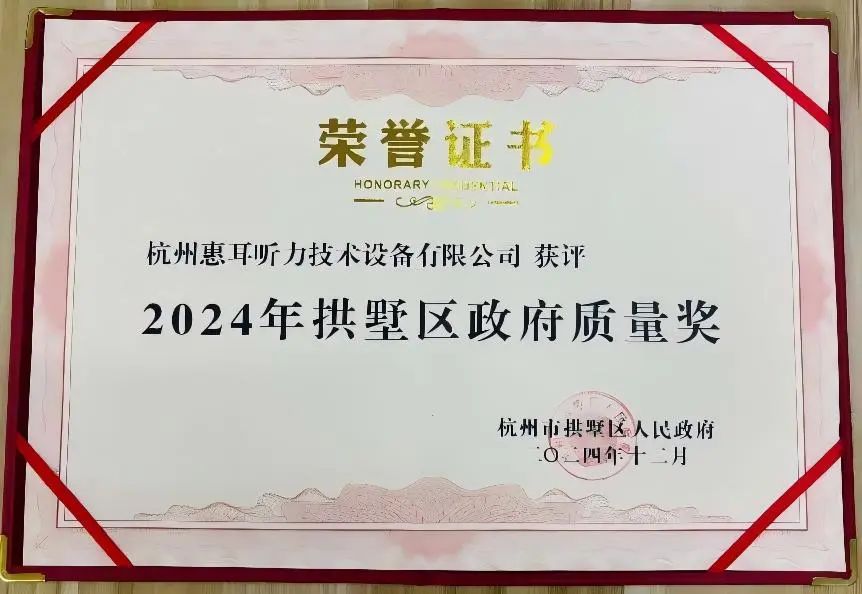 荣誉证书
HONORARY CREDENTIAL
杭州惠耳听力技术设备有限公司 获评
2024年拱墅区政府质量奖
杭州市拱墅区人民政府
二〇二四年十二月